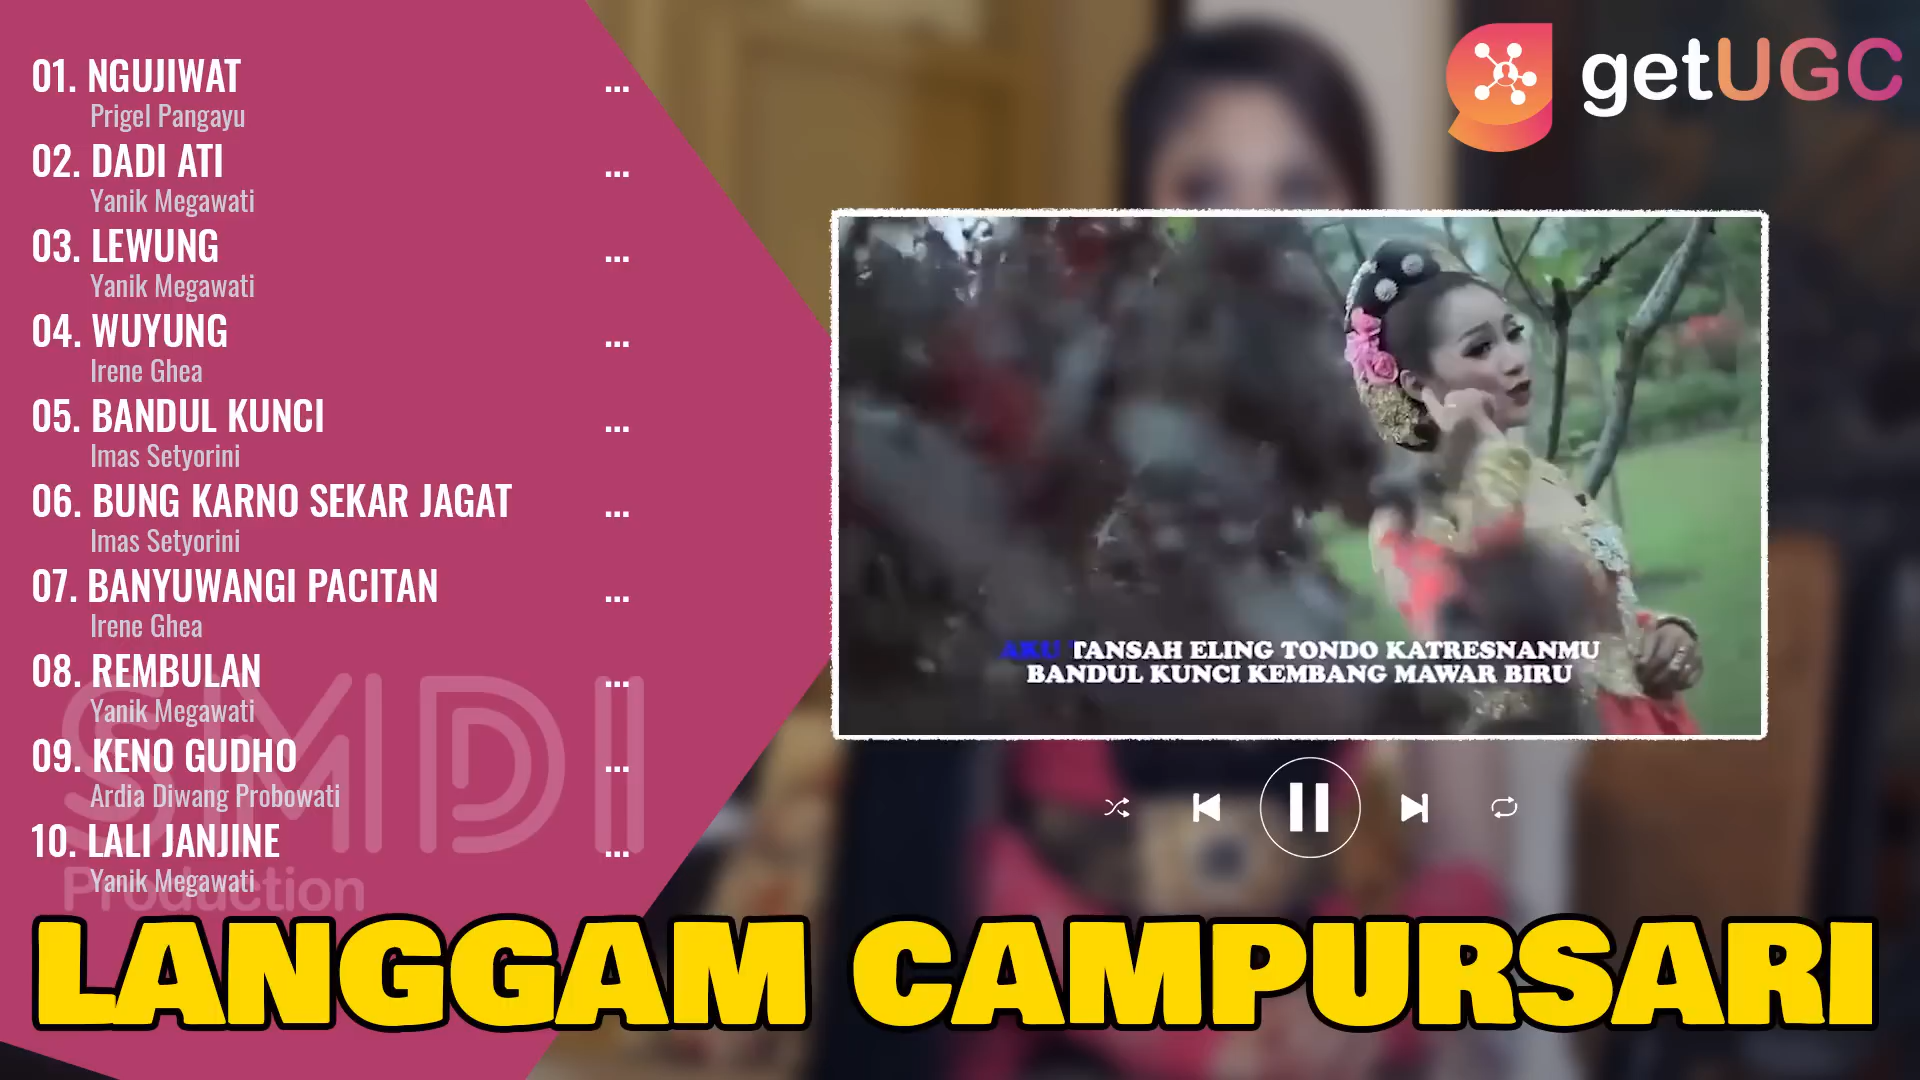 01. NGUJIWAT ...
Prigel Pangayu
02. DADI ATI ...
Yanik Megawati
03. LEWUNG ...
Yanik Megawati
04. WUYUNG ...
Irene Ghea
05. BANDUL KUNCI ...
Imas Setyorini
06. BUNG KARNO SEKAR JAGAT ...
Imas Setyorini
07. BANYUWANGI PACITAN ...
Irene Ghea
08. REMBULAN ...
Yanik Megawati
09. KENO GUDHO ...
Ardia Diwang Probowati
10. LALI JANJINE ...
Yanik Megawati
SMDI
Production
getUGC
AKU TANSAH ELING TONDO KATRESNANMU
BANDUL KUNCI KEMBANG MAWAR BIRU
LANGGAM CAMPURSARI